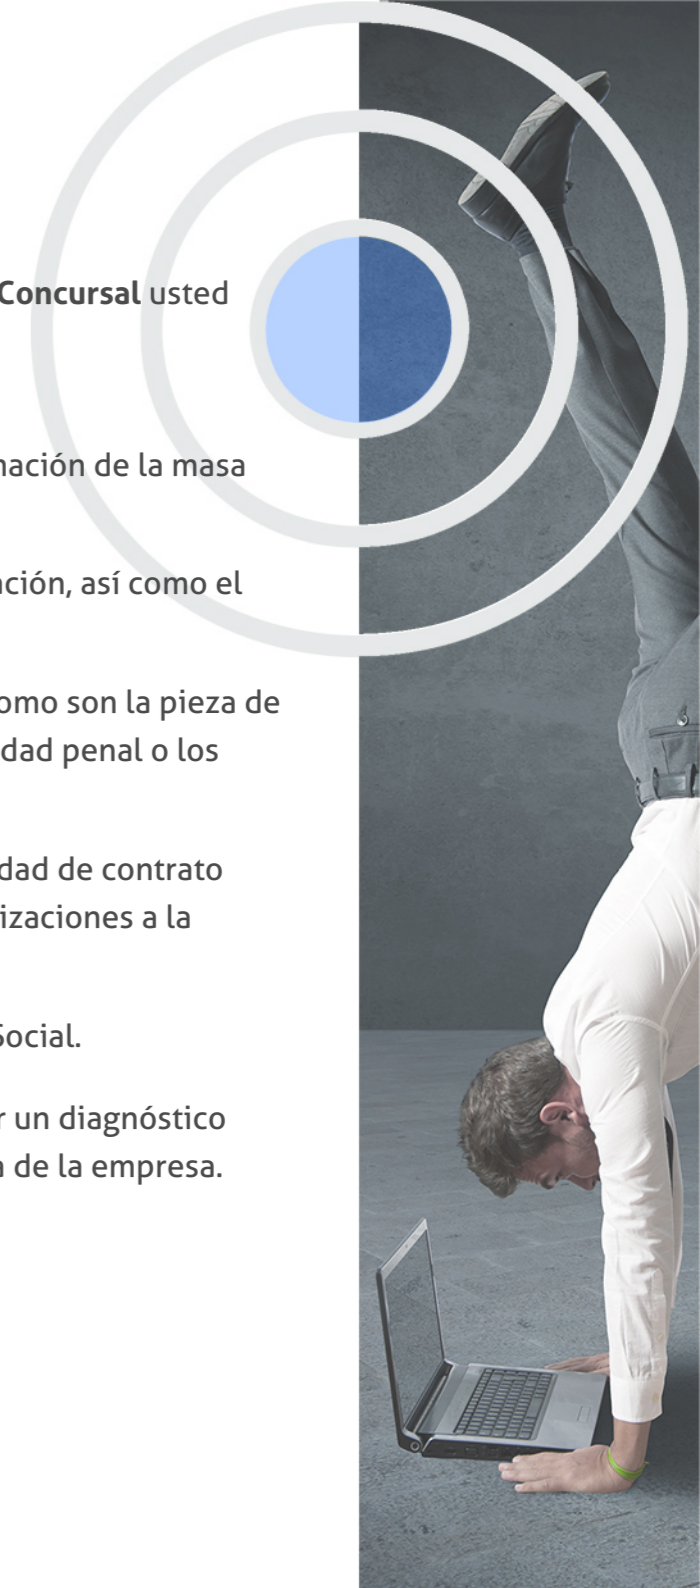 Concursal usted
nación de la masa
ación, así como el
omo son la pieza de
dad penal o los
dad de contrato
izaciones a la
Social.
r un diagnóstico
a de la empresa.